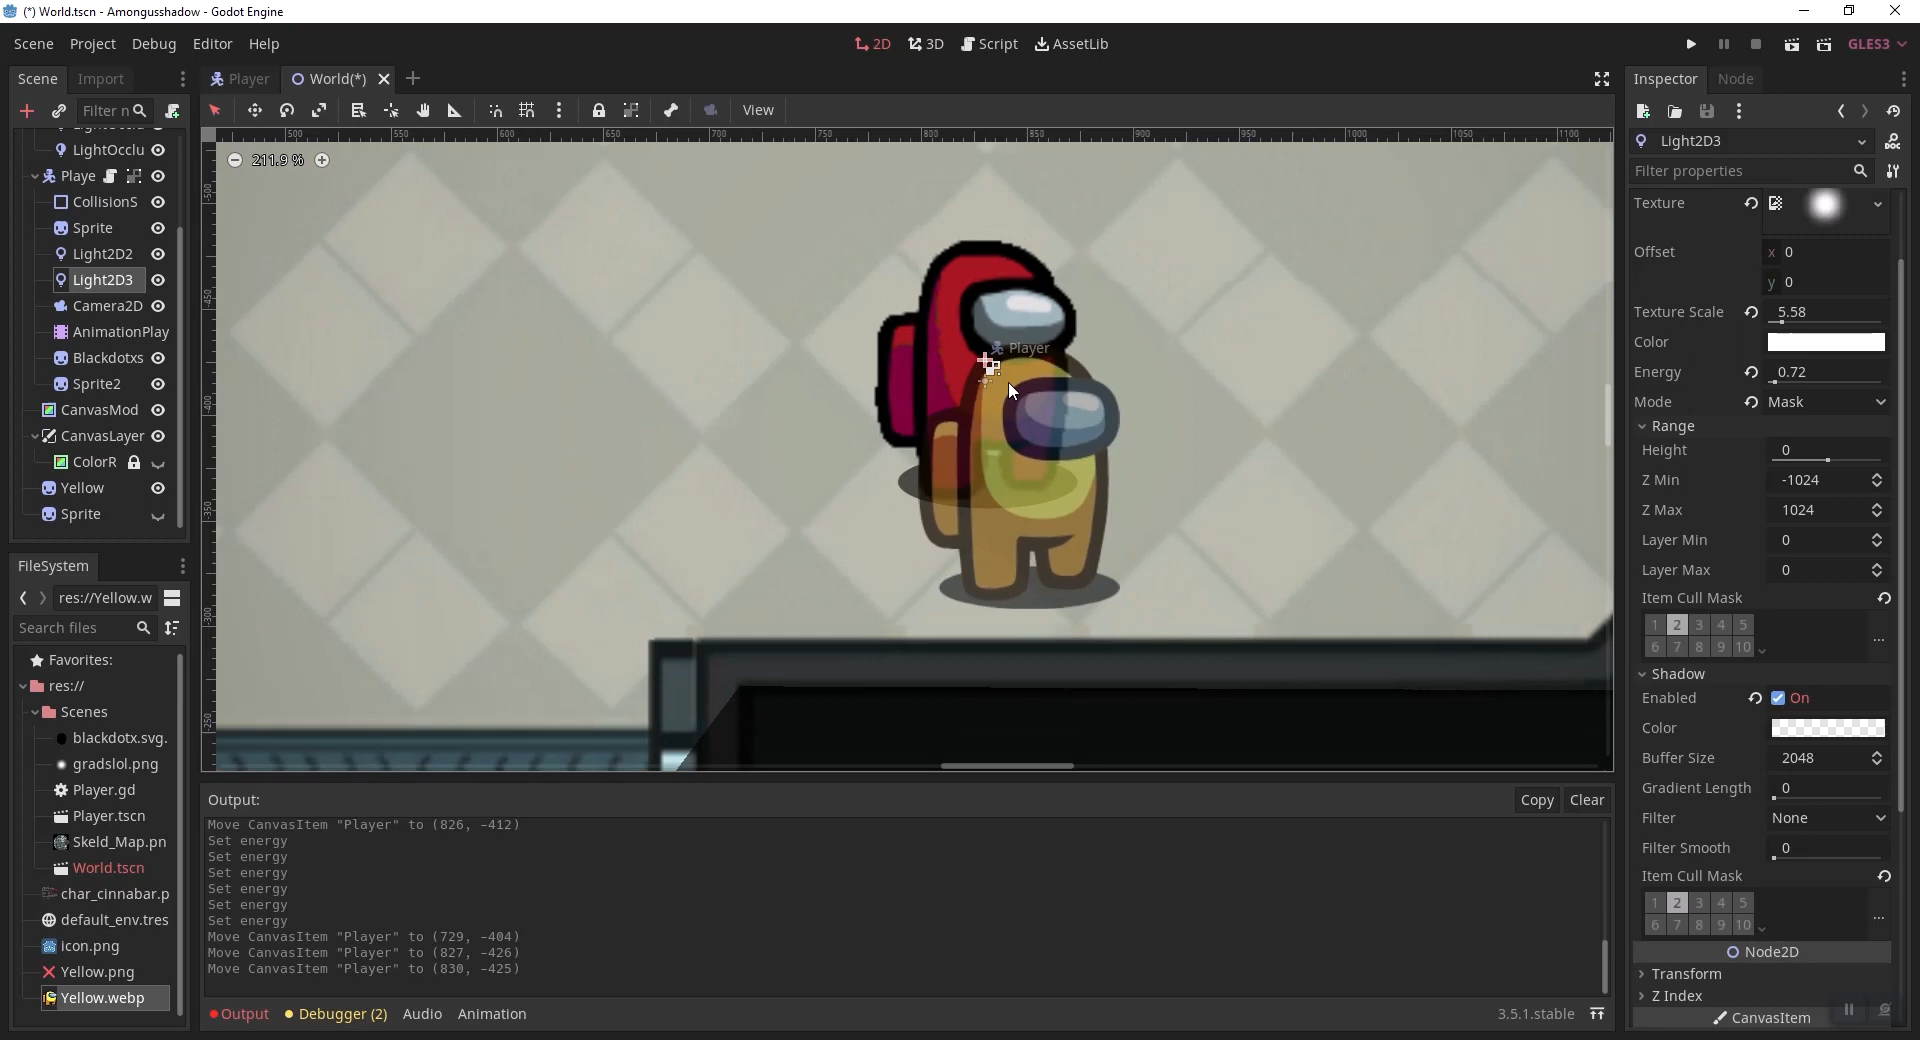 (*) World.tscn - Amongusshadow - Godot Engine
Scene Project Debug Editor Help
2D 3D Script AssetLib
GLES3
Scene Import
Filter n
LightOccu
LightOcclu
Playe
CollisionS
Sprite
Light2D2
Light2D3
Camera2D
AnimationPlay
Blackdotxs
Sprite2
CanvasMod
CanvasLayer
ColorR
Yellow
Sprite
FileSystem
res://Yellow.w
Search files
Favorites:
res://
Scenes
blackdotx.svg.
gradslol.png
Player.gd
Player.tscn
Skeld_Map.pn
World.tscn
char_cinnabar.p
default_env.tres
icon.png
Yellow.png
Yellow.webp
Player World(*)
View
500 550 600 650 700 750 800 850 900 950 1000 1050 1100
-500
-450
-400
-350
-300
-250
211.9 %
Player
Output:
Copy Clear
Move CanvasItem "Player" to (826, -412)
Set energy
Set energy
Set energy
Set energy
Set energy
Set energy
Move CanvasItem "Player" to (729, -404)
Move CanvasItem "Player" to (827, -426)
Move CanvasItem "Player" to (830, -425)
Output Debugger (2) Audio Animation
3.5.1.stable
Inspector Node
Light2D3
Filter properties
Texture
Offset x 0
y 0
Texture Scale 5.58
Color
Energy 0.72
Mode Mask
Range
Height 0
Z Min -1024
Z Max 1024
Layer Min 0
Layer Max 0
Item Cull Mask
1 2 3 4 5
6 7 8 9 10
...
Shadow
Enabled On
Color
Buffer Size 2048
Gradient Length 0
Filter None
Filter Smooth 0
Item Cull Mask
1 2 3 4 5
6 7 8 9 10
...
Node2D
Transform
Z Index
CanvasItem